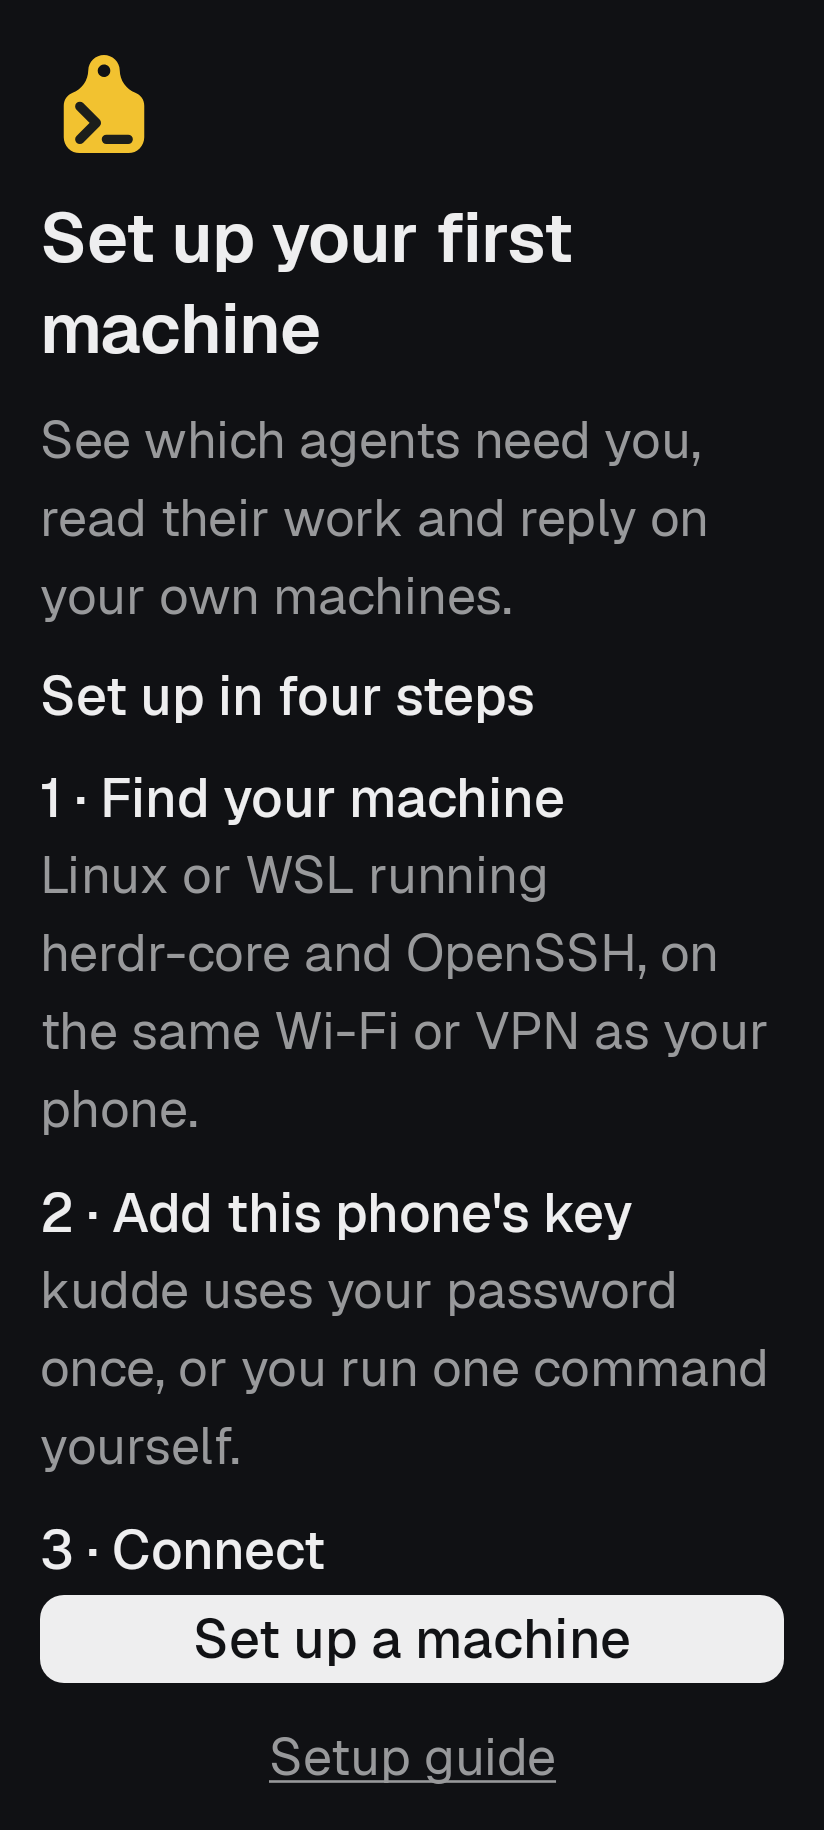 Set up your first
machine
See which agents need you,
read their work and reply on
your own machines.
Set up in four steps
1 · Find your machine
Linux or WSL running
herdr-core and OpenSSH, on
the same Wi-Fi or VPN as your
phone.
2 · Add this phone's key
kudde uses your password
once, or you run one command
yourself.
3 · Connect
Set up a machine
Setup guide